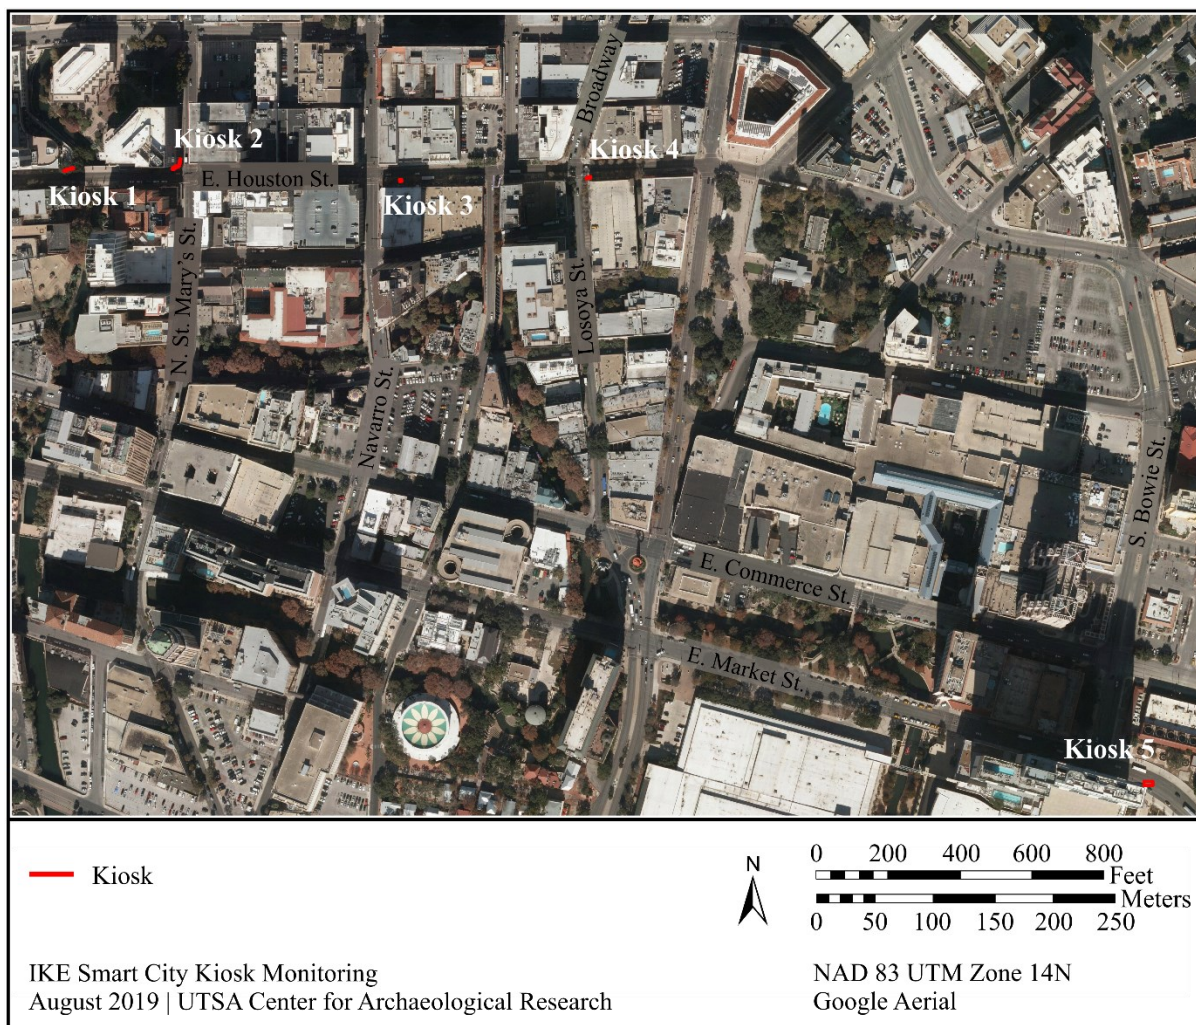 Broadway
Kiosk 2
Kiosk 4
E. Houston St.
Kiosk 1
Kiosk 3
N. St. Mary's St.
Losoya St.
Navarro St.
S. Bowie St.
E. Commerce St.
E. Market St.
Kiosk 5
Kiosk
N
0 200 400 600 800
Feet
Meters
0 50 100 150 200 250
IKE Smart City Kiosk Monitoring
August 2019 | UTSA Center for Archaeological Research
NAD 83 UTM Zone 14N
Google Aerial